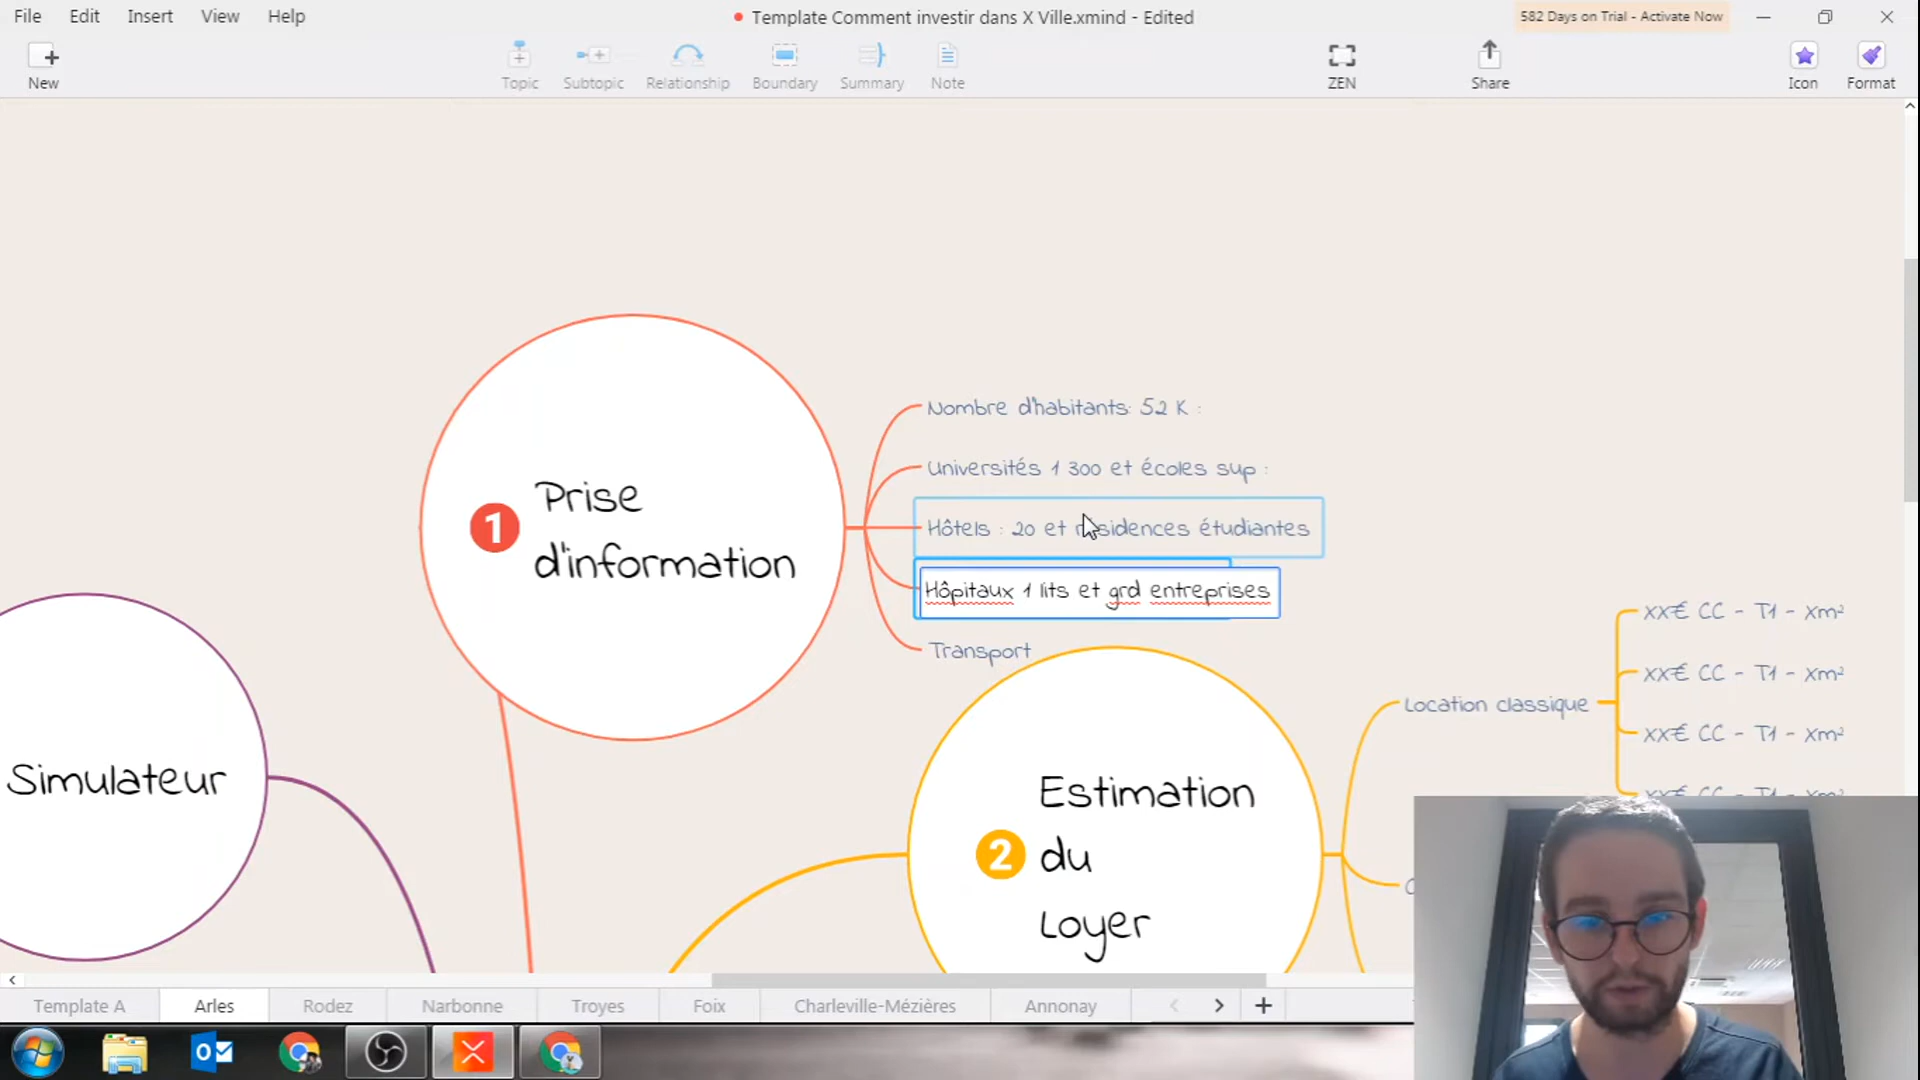 File Edit Insert View Help
Template Comment investir dans X Ville.xmind - Edited
582 Days on Trial - Activate Now
New
Topic
Subtopic
Relationship
Boundary
Summary
Note
ZEN
Share
Icon
Format
Nombre d'habitants: 52 K :
Universités 1 300 et écoles sup :
1 Prise
d'information
Hôtels : 20 et résidences étudiantes
Hôpitaux 1 lits et grd entreprises
Transport
XX€ CC - T1 - Xm²
XX€ CC - T1 - Xm²
Location classique
XX€ CC - T1 - Xm²
XX€ CC - T1 - Xm²
Simulateur
Estimation
2 du
Loyer
Template A
Arles
Rodez
Narbonne
Troyes
Foix
Charleville-Mézières
Annonay